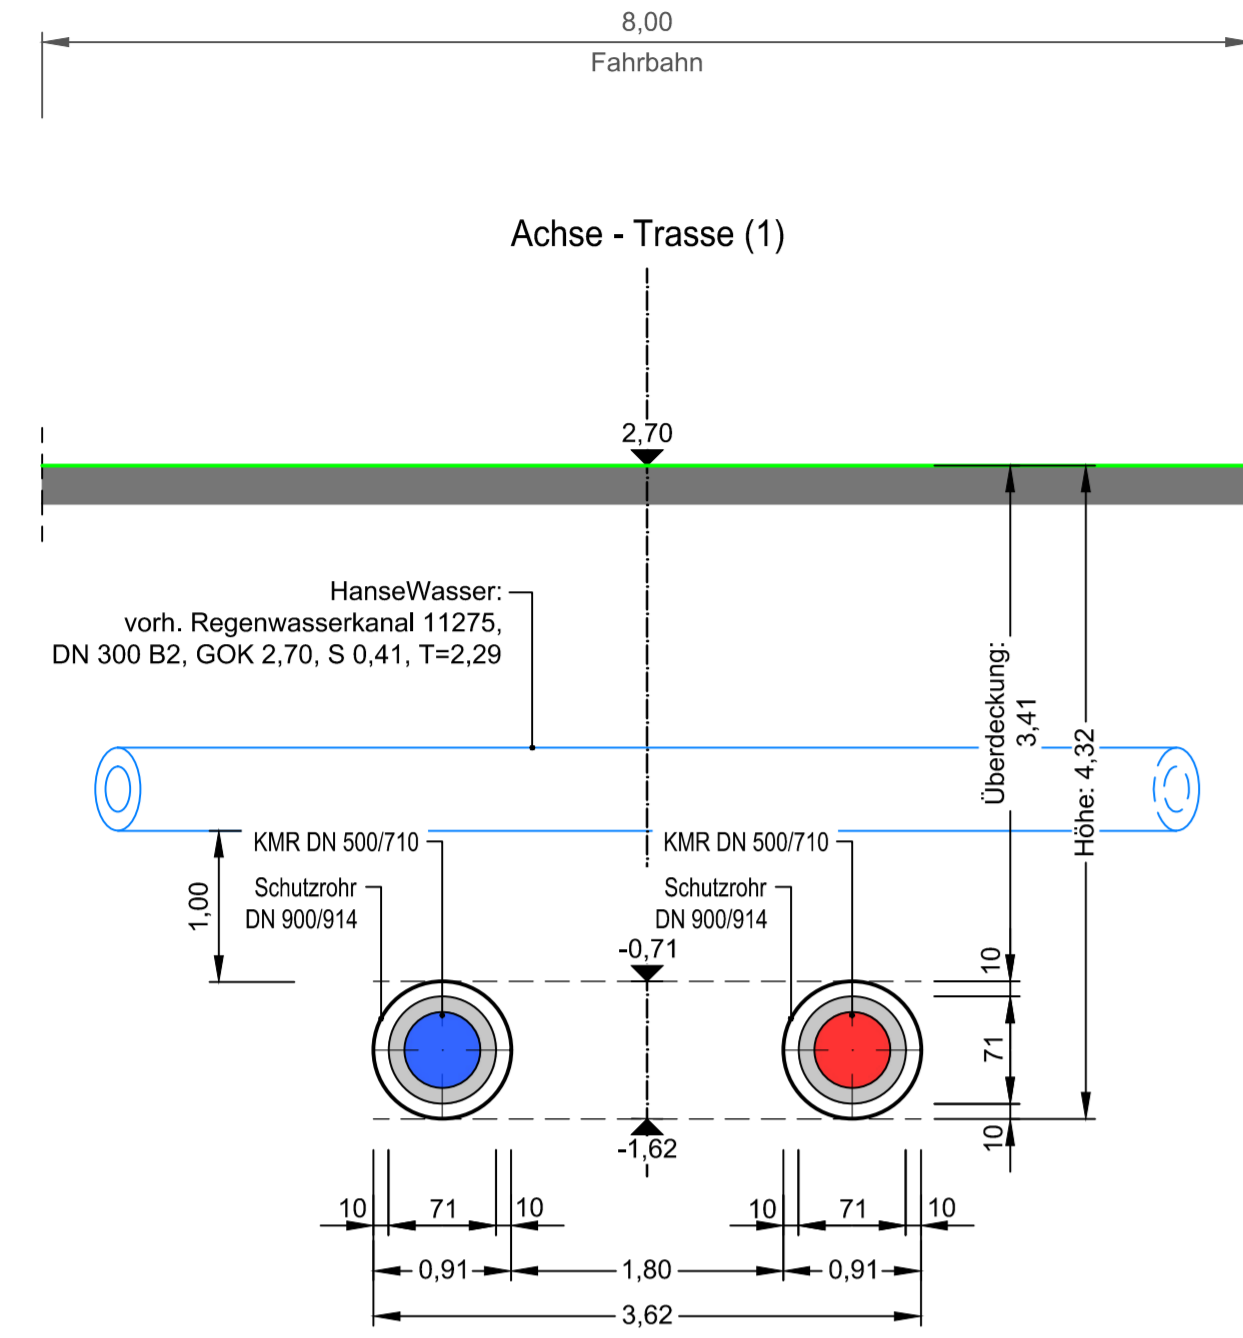 8,00
Fahrbahn
Achse - Trasse (1)
2,70
HanseWasser:
vorh. Regenwasserkanal 11275,
DN 300 B2, GOK 2,70, S 0,41, T=2,29
Überdeckung:
3,41
Höhe: 4,32
KMR DN 500/710
KMR DN 500/710
1,00
Schutzrohr
DN 900/914
Schutzrohr
DN 900/914
-0,71
10
71
10
-1,62
10 71 10
10 71 10
0,91 1,80 0,91
3,62